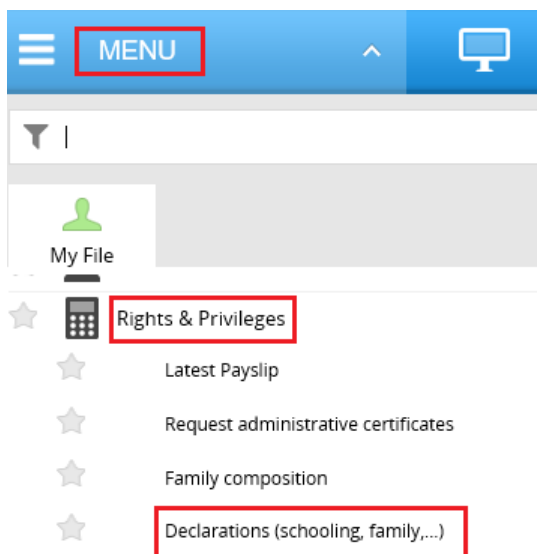 MENU
My File
Rights & Privileges
Latest Payslip
Request administrative certificates
Family composition
Declarations (schooling, family,...)